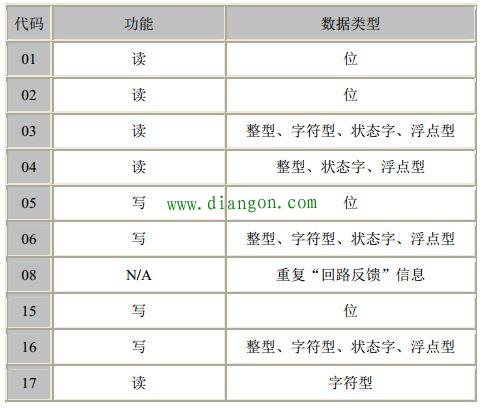 代码 功能 数据类型
01 读 位
02 读 位
03 读 整型、字符型、状态字、浮点型
04 读 整型、状态字、浮点型
05 写 位
www.diangon.com
06 写 整型、字符型、状态字、浮点型
08 N/A 重复“回路反馈”信息
15 写 位
16 写 整型、字符型、状态字、浮点型
17 读 字符型